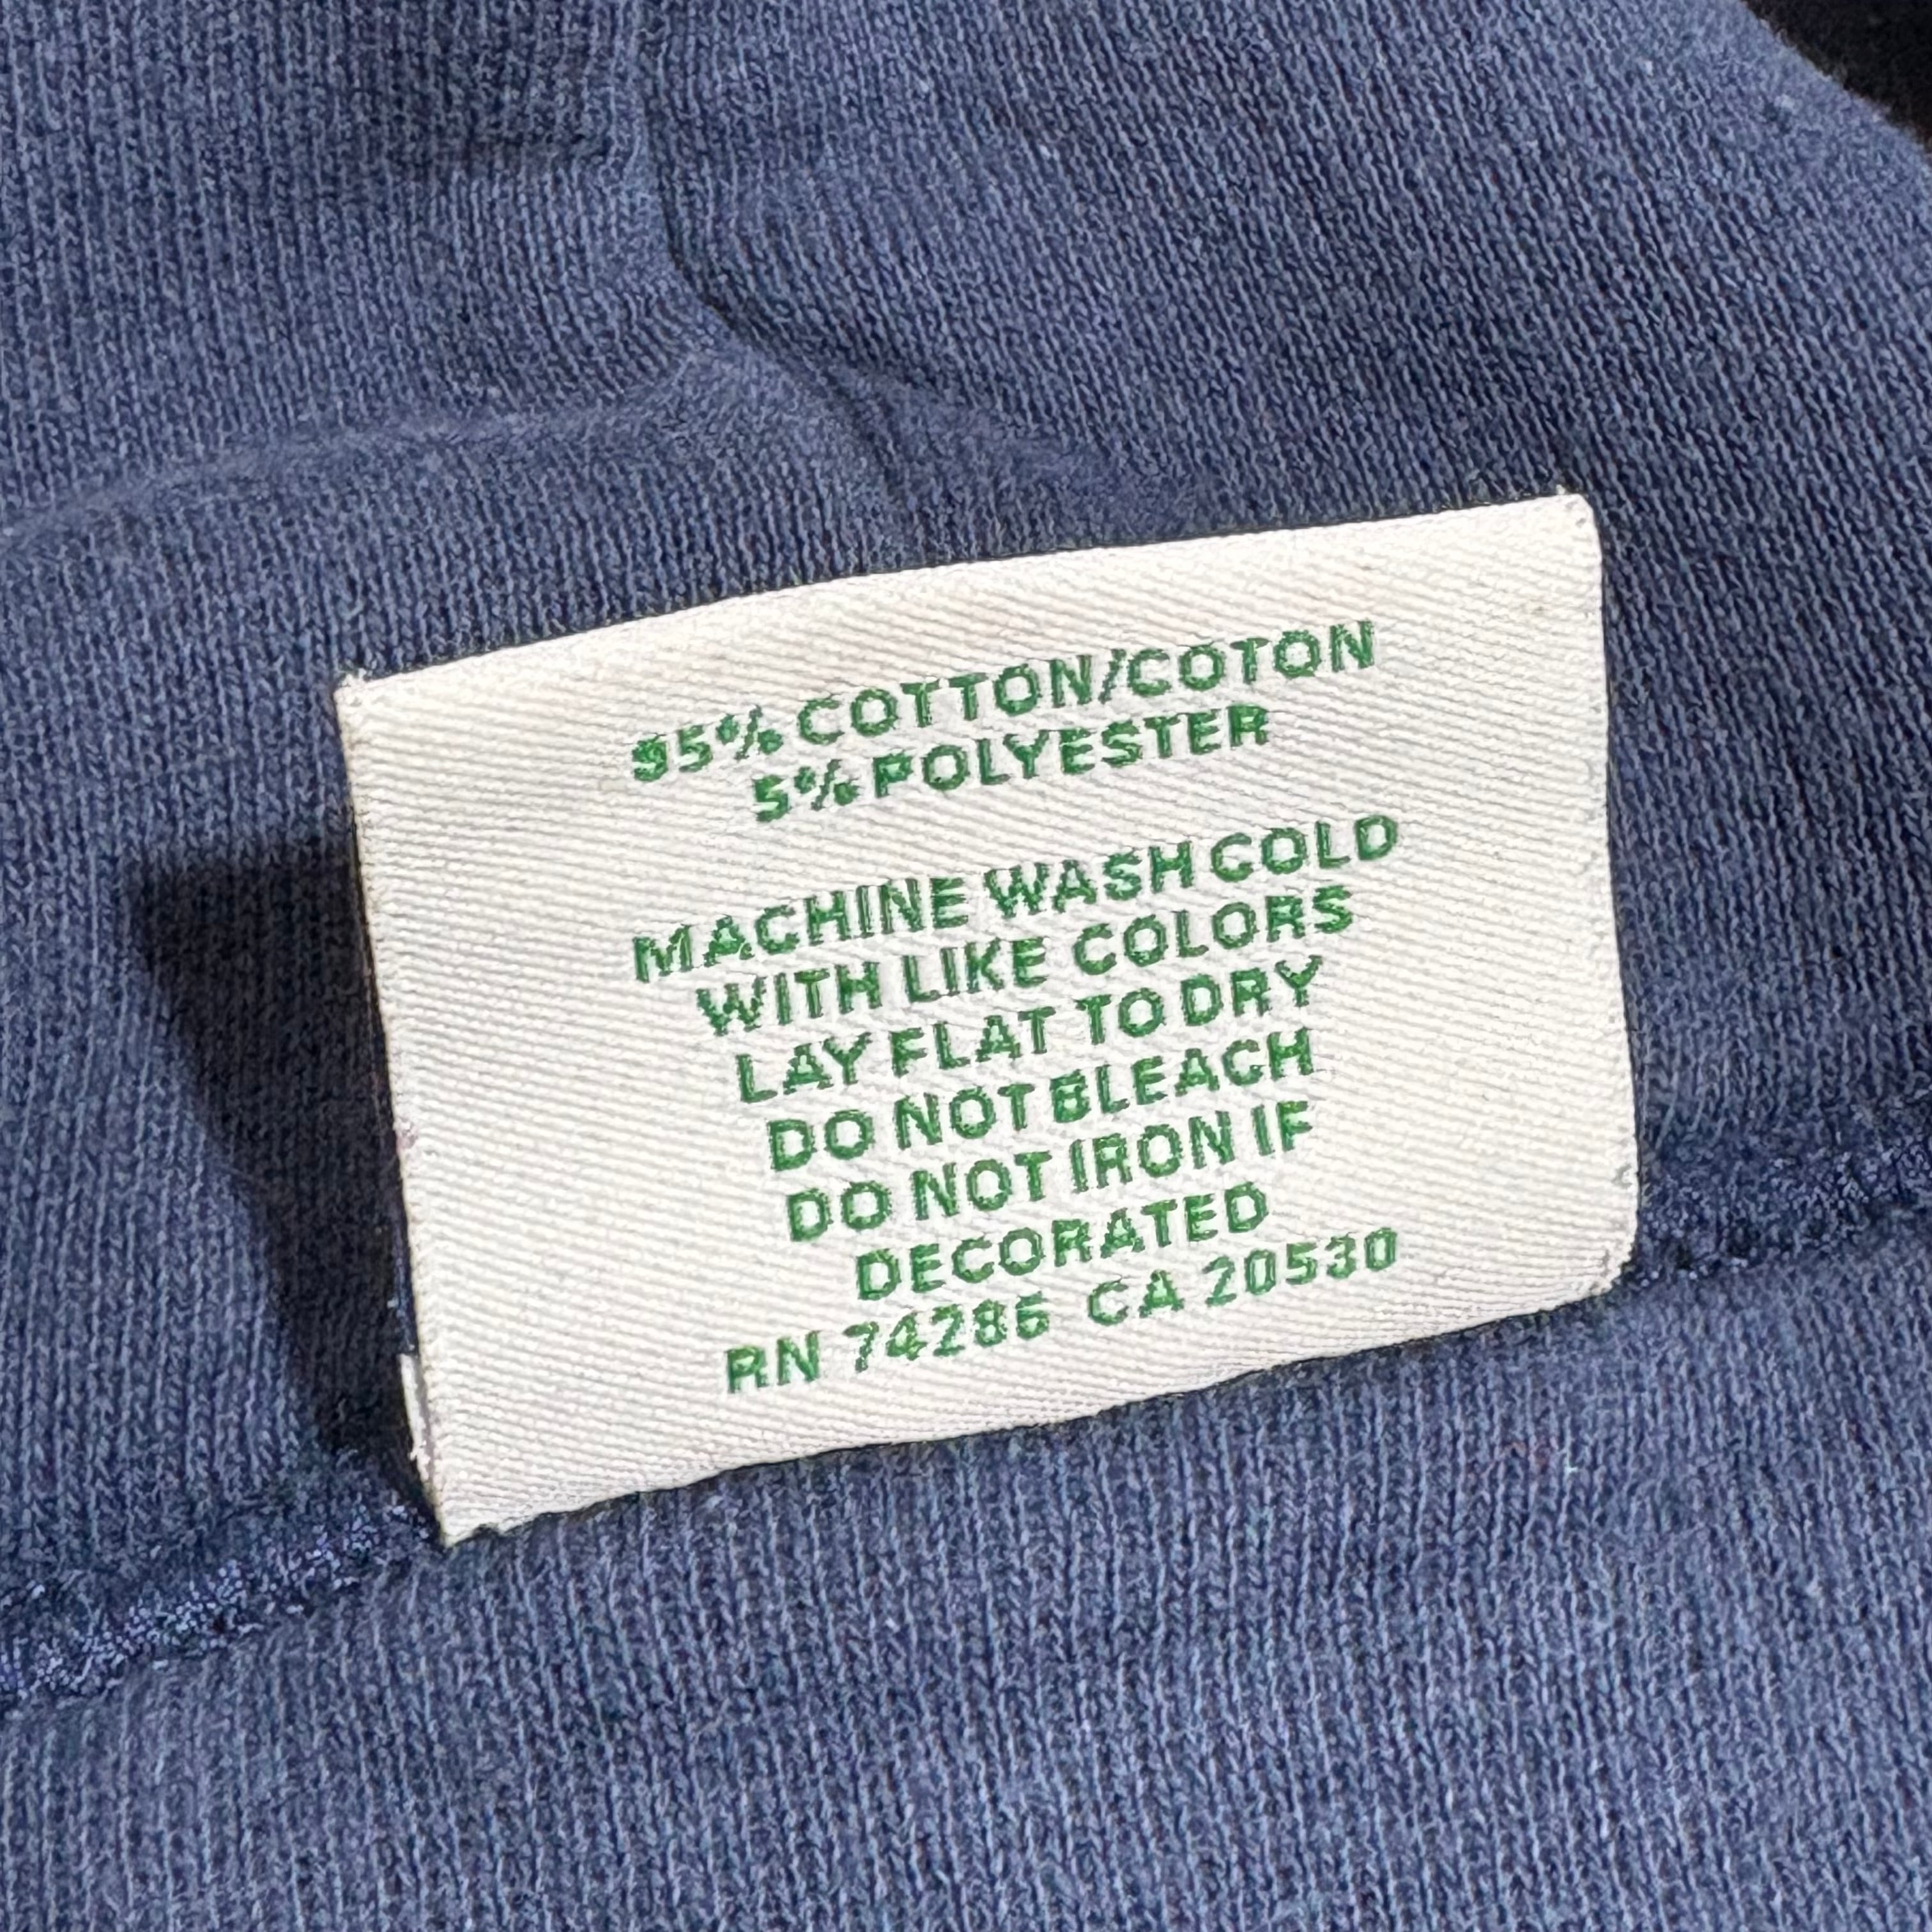 95% COTTON/COTON
5% POLYESTER
MACHINE WASH COLD
WITH LIKE COLORS
LAY FLAT TO DRY
DO NOT BLEACH
DO NOT IRON IF
DECORATED
RN 74286 CA 20530